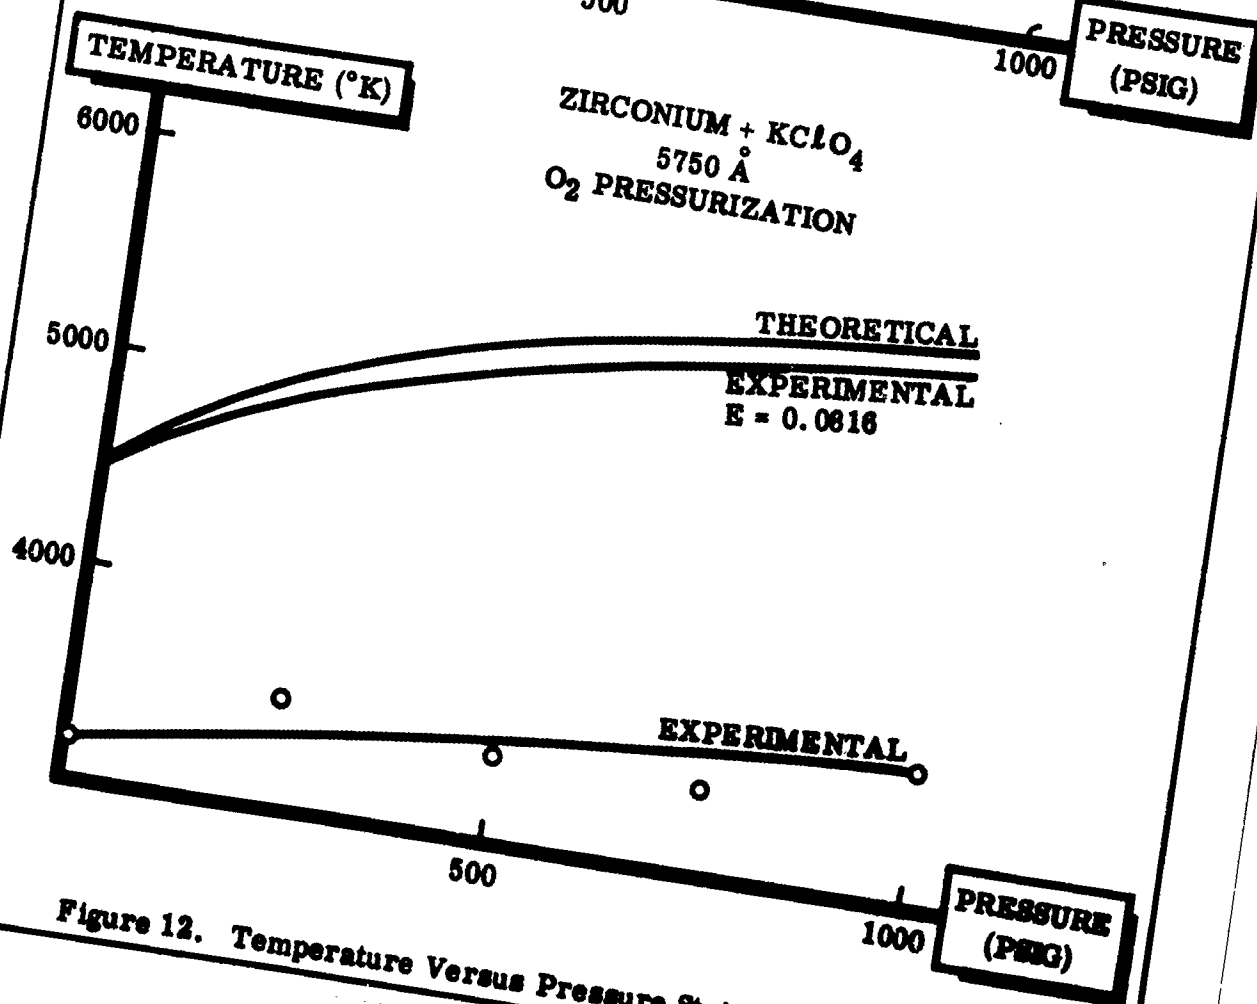 1000
PRESSURE
(PSIG)
TEMPERATURE (°K)
6000
ZIRCONIUM + KCℓO4
5750 Å
O2 PRESSURIZATION
5000
THEORETICAL
EXPERIMENTAL
E = 0.0616
4000
EXPERIMENTAL
500
1000
PRESSURE
(PSIG)
Figure 12. Temperature Versus Pressure